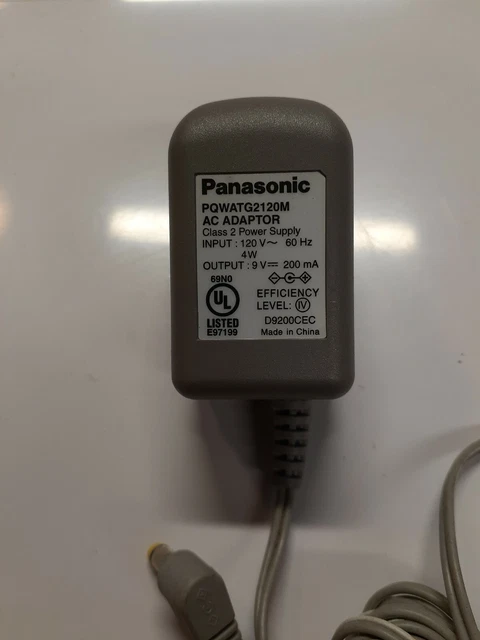 Panasonic
PQWATG2120M
AC ADAPTOR
Class 2 Power Supply
INPUT : 120 V～ 60 Hz
4W
OUTPUT : 9 V⎓ 200 mA
69N0
UL
LISTED
E97199
EFFICIENCY
LEVEL: IV
D9200CEC
Made in China